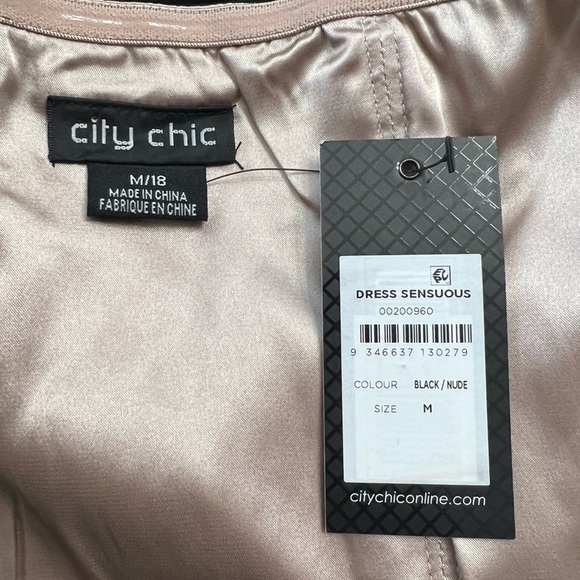 city chic
M/18
MADE IN CHINA
FABRIQUE EN CHINE
DRESS SENSUOUS
00200960
9 346637 130279
COLOUR BLACK / NUDE
SIZE M
citychiconline.com